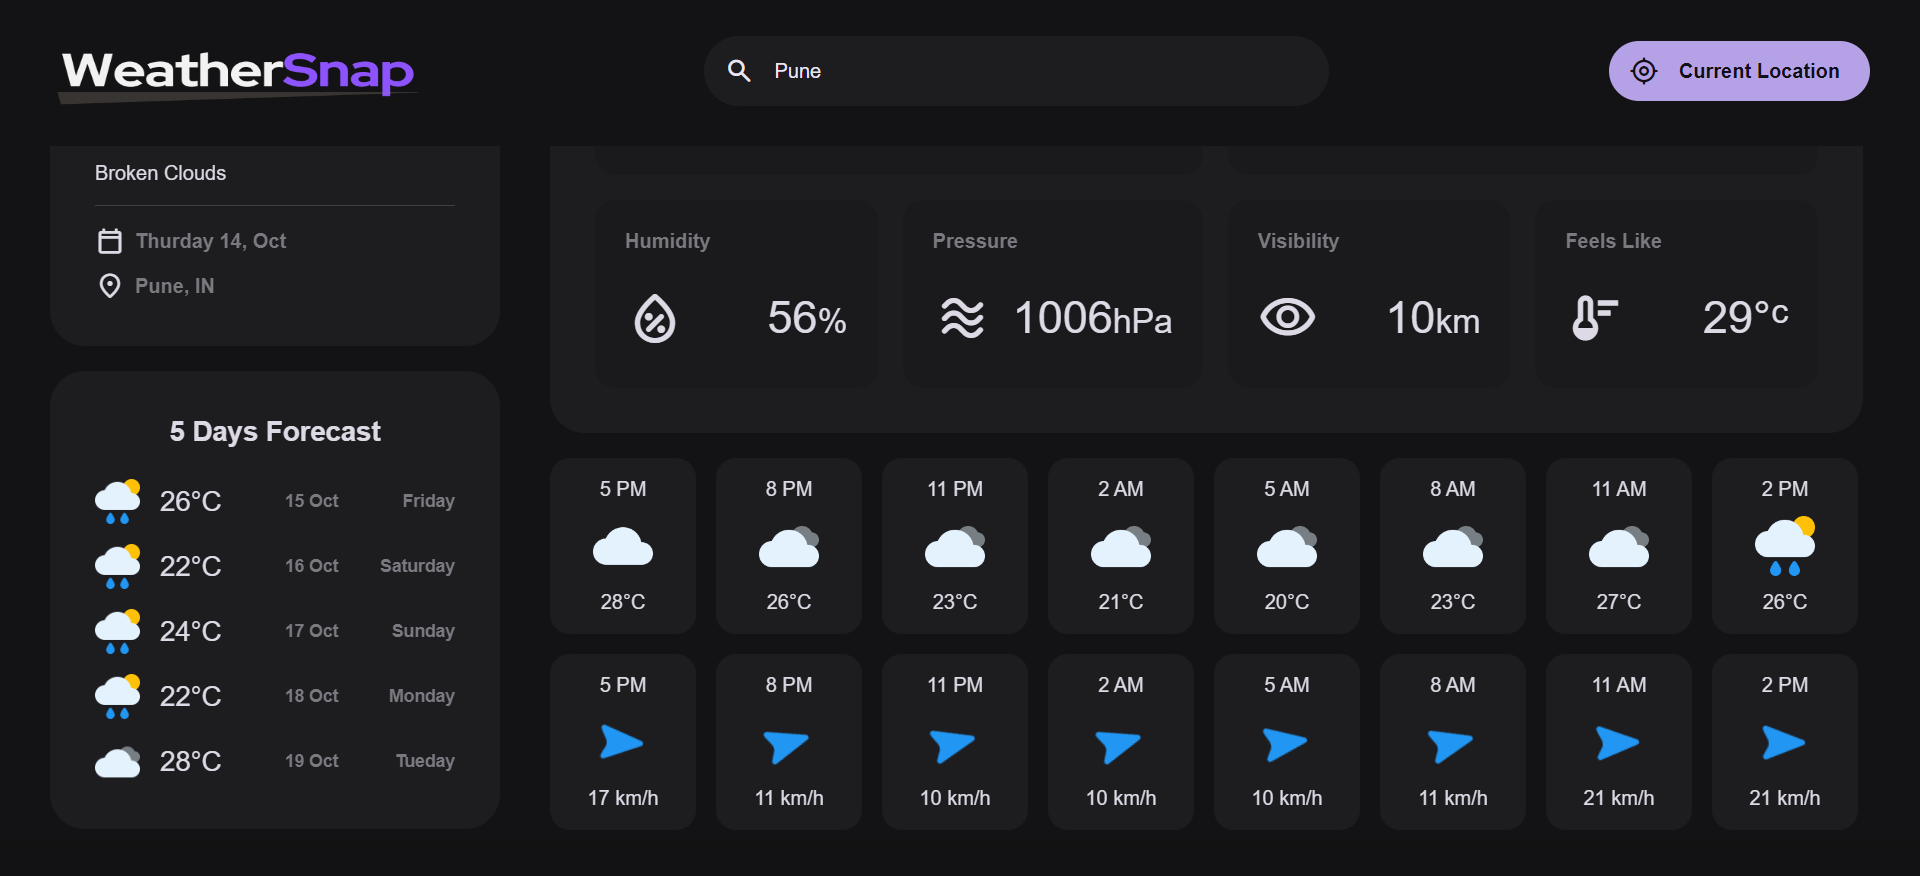 WeatherSnap
Pune
Current Location
Broken Clouds
Thurday 14, Oct
Pune, IN
5 Days Forecast
26°C 15 Oct Friday
22°C 16 Oct Saturday
24°C 17 Oct Sunday
22°C 18 Oct Monday
28°C 19 Oct Tueday
Humidity
56%
Pressure
1006hPa
Visibility
10km
Feels Like
29°c
5 PM 8 PM 11 PM 2 AM 5 AM 8 AM 11 AM 2 PM
28°C 26°C 23°C 21°C 20°C 23°C 27°C 26°C
5 PM 8 PM 11 PM 2 AM 5 AM 8 AM 11 AM 2 PM
17 km/h 11 km/h 10 km/h 10 km/h 10 km/h 11 km/h 21 km/h 21 km/h